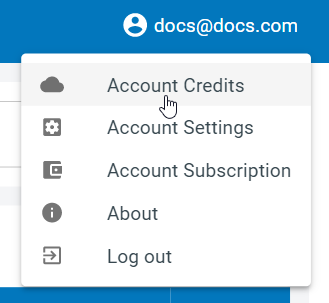 docs@docs.com
Account Credits
Account Settings
Account Subscription
About
Log out